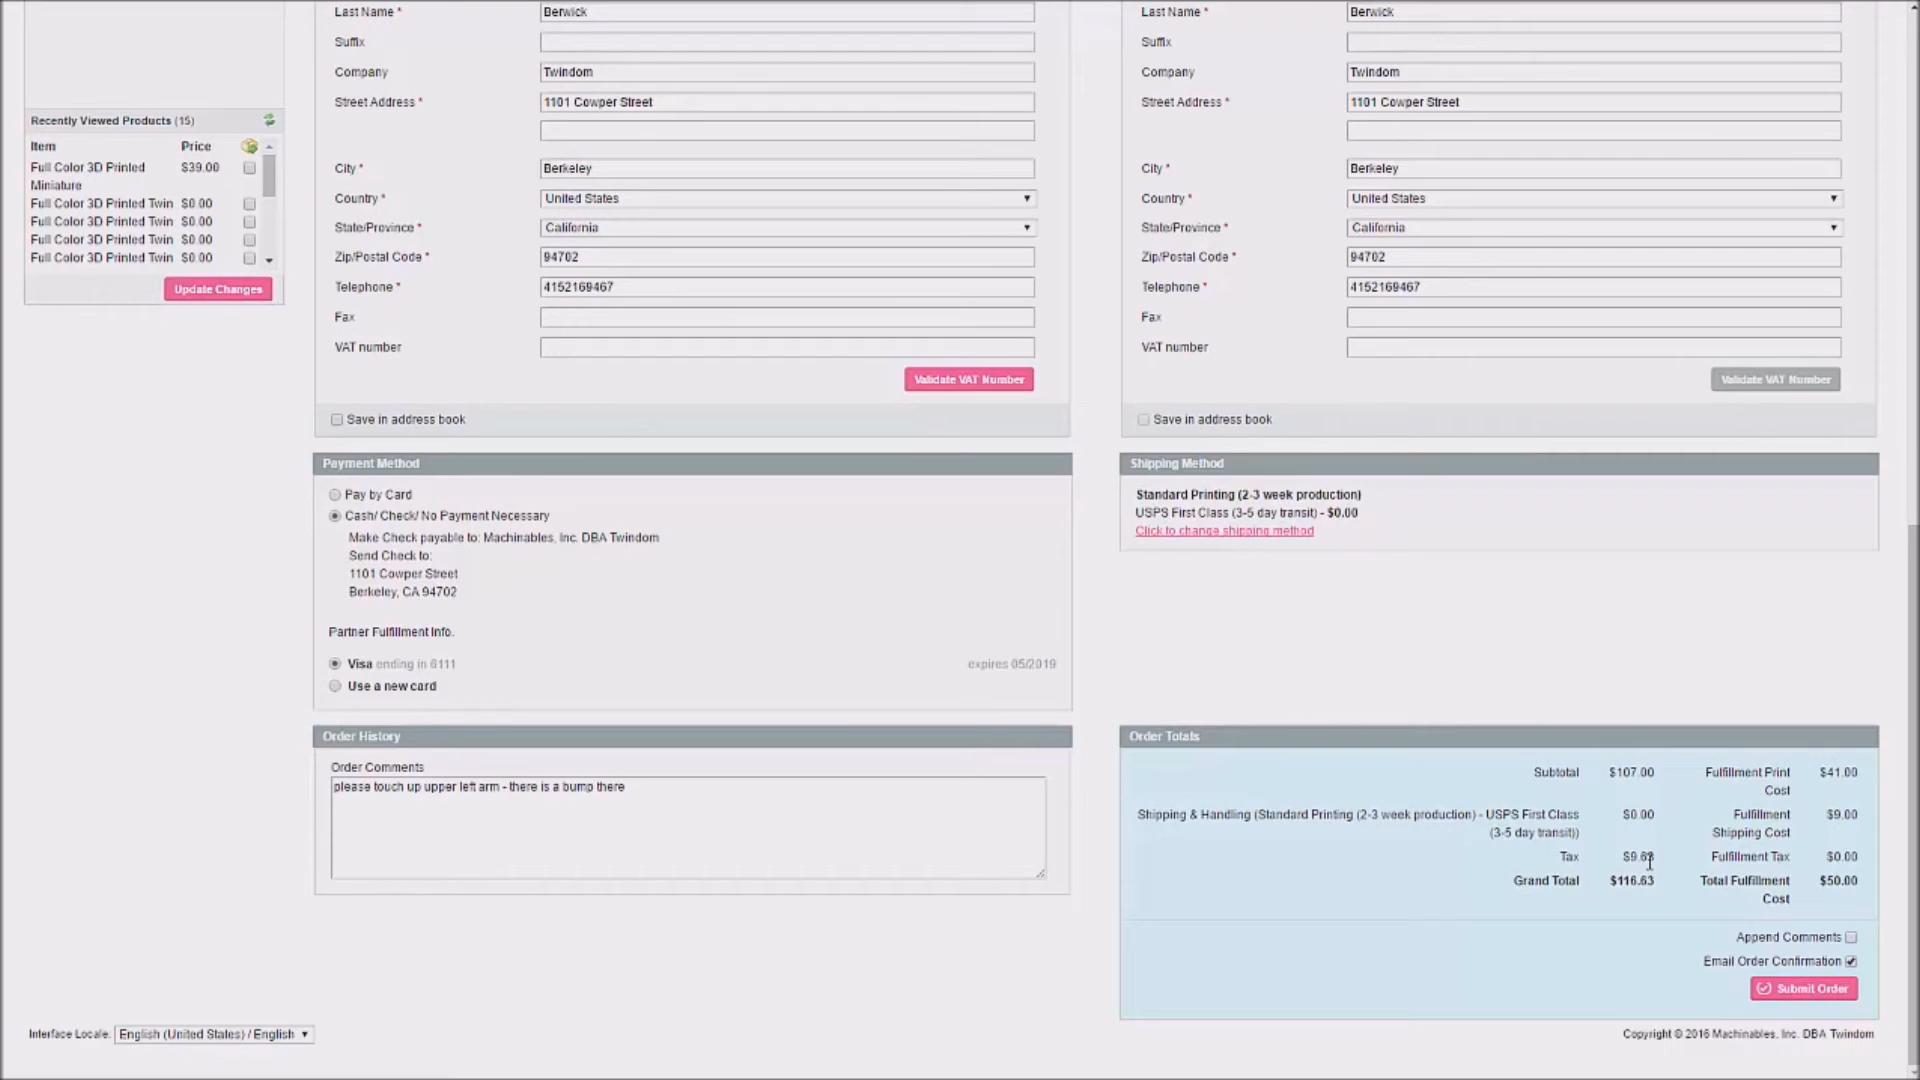 Last Name *
Berwick
Suffix
Company
Twindom
Street Address *
1101 Cowper Street
City *
Berkeley
Country *
United States
State/Province *
California
Zip/Postal Code *
94702
Telephone *
4152169467
Fax
VAT number
Validate VAT Number
Save in address book
Last Name *
Berwick
Suffix
Company
Twindom
Street Address *
1101 Cowper Street
City *
Berkeley
Country *
United States
State/Province *
California
Zip/Postal Code *
94702
Telephone *
4152169467
Fax
VAT number
Validate VAT Number
Save in address book
Recently Viewed Products (15)
Item Price
Full Color 3D Printed $39.00
Miniature
Full Color 3D Printed Twin $0.00
Full Color 3D Printed Twin $0.00
Full Color 3D Printed Twin $0.00
Full Color 3D Printed Twin $0.00
Update Changes
Payment Method
Pay by Card
Cash/ Check/ No Payment Necessary
Make Check payable to: Machinables, Inc. DBA Twindom
Send Check to:
1101 Cowper Street
Berkeley, CA 94702
Partner Fulfillment Info.
Visa ending in 6111 expires 05/2019
Use a new card
Shipping Method
Standard Printing (2-3 week production)
USPS First Class (3-5 day transit) - $0.00
Click to change shipping method
Order History
Order Comments
please touch up upper left arm - there is a bump there
Order Totals
Subtotal $107.00 Fulfillment Print $41.00
Cost
Shipping & Handling (Standard Printing (2-3 week production) - USPS First Class $0.00 Fulfillment $9.00
(3-5 day transit)) Shipping Cost
Tax $9.63 Fulfillment Tax $0.00
Grand Total $116.63 Total Fulfillment $50.00
Cost
Append Comments
Email Order Confirmation
Submit Order
Interface Locale: English (United States) / English
Copyright © 2016 Machinables, Inc. DBA Twindom